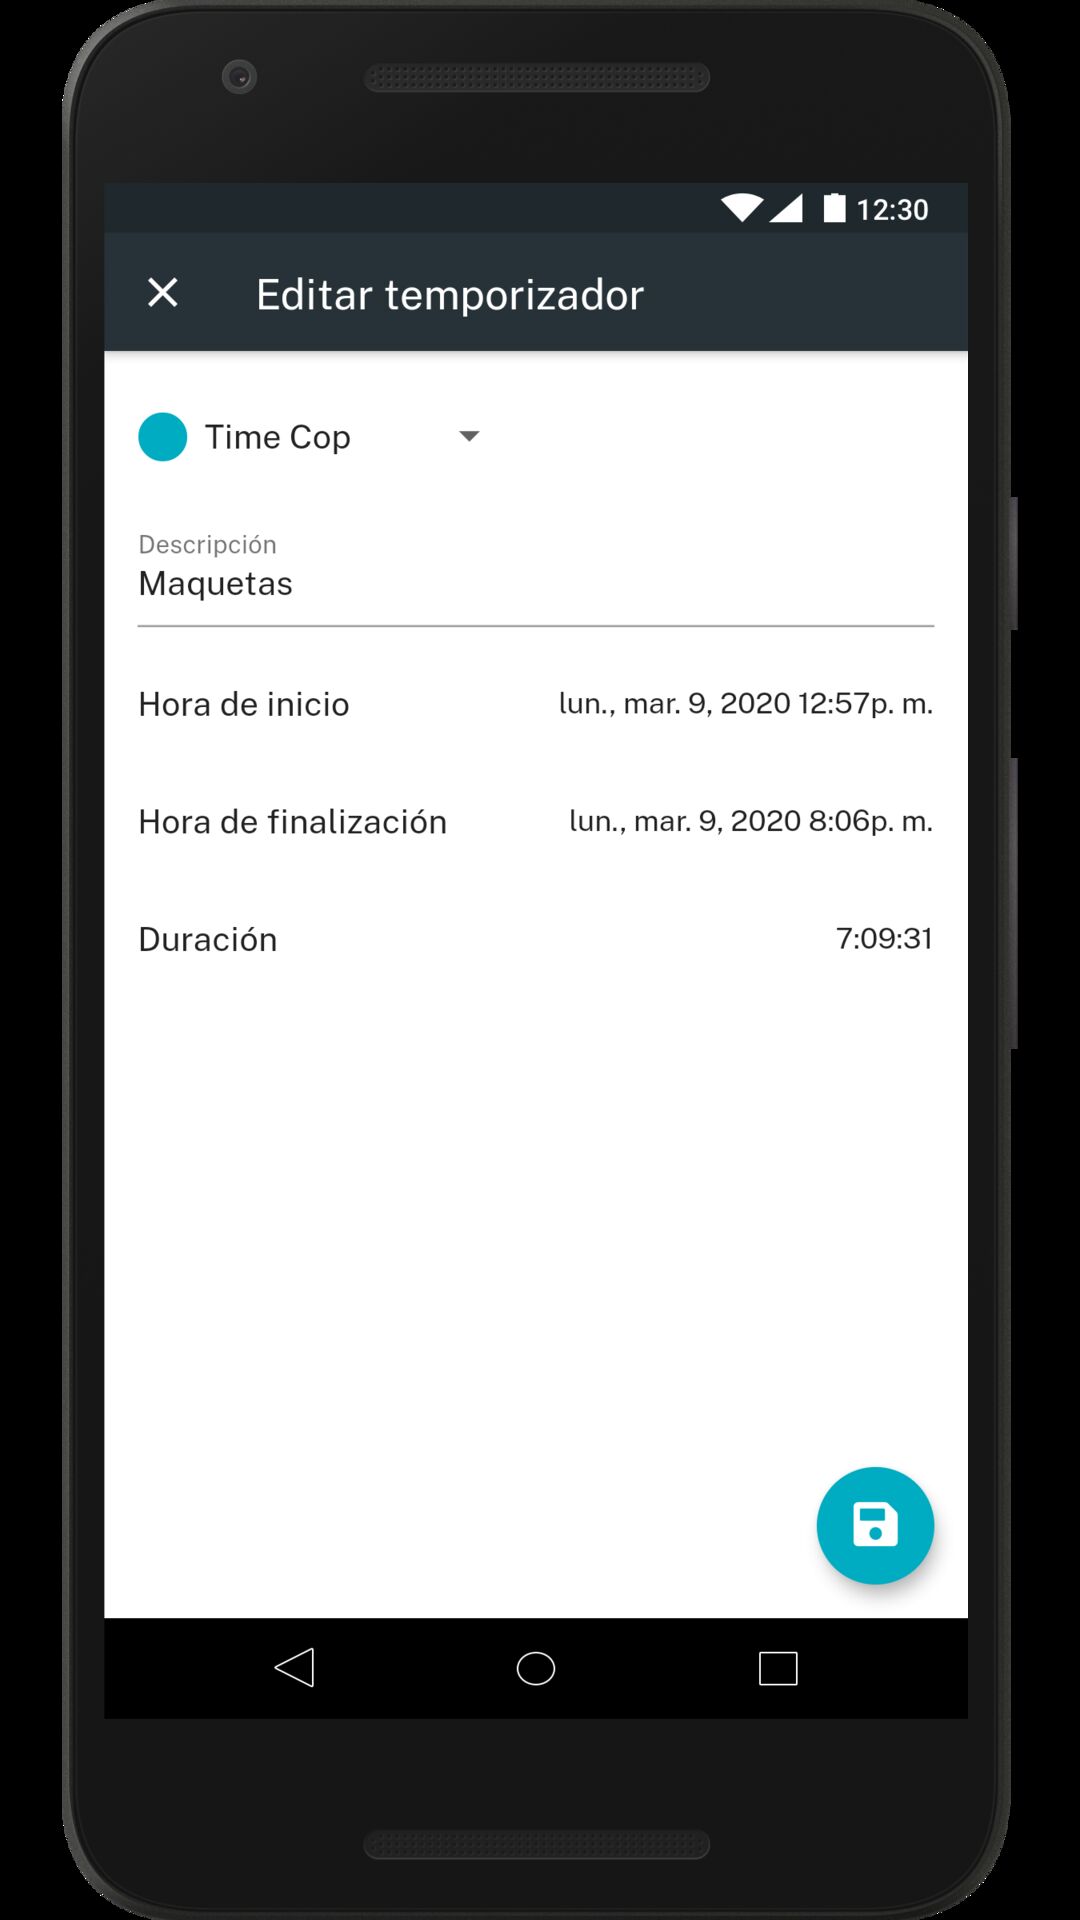 12:30
Editar temporizador
Time Cop
Descripción
Maquetas
Hora de inicio lun., mar. 9, 2020 12:57p. m.
Hora de finalización lun., mar. 9, 2020 8:06p. m.
Duración 7:09:31